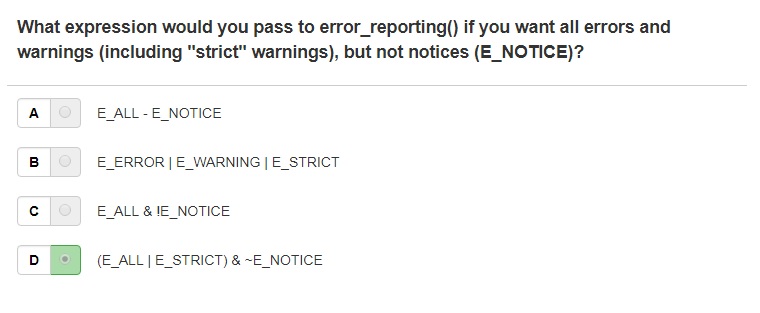 What expression would you pass to error_reporting() if you want all errors and
warnings (including "strict" warnings), but not notices (E_NOTICE)?
A E_ALL - E_NOTICE
B E_ERROR | E_WARNING | E_STRICT
C E_ALL & !E_NOTICE
D (E_ALL | E_STRICT) & ~E_NOTICE